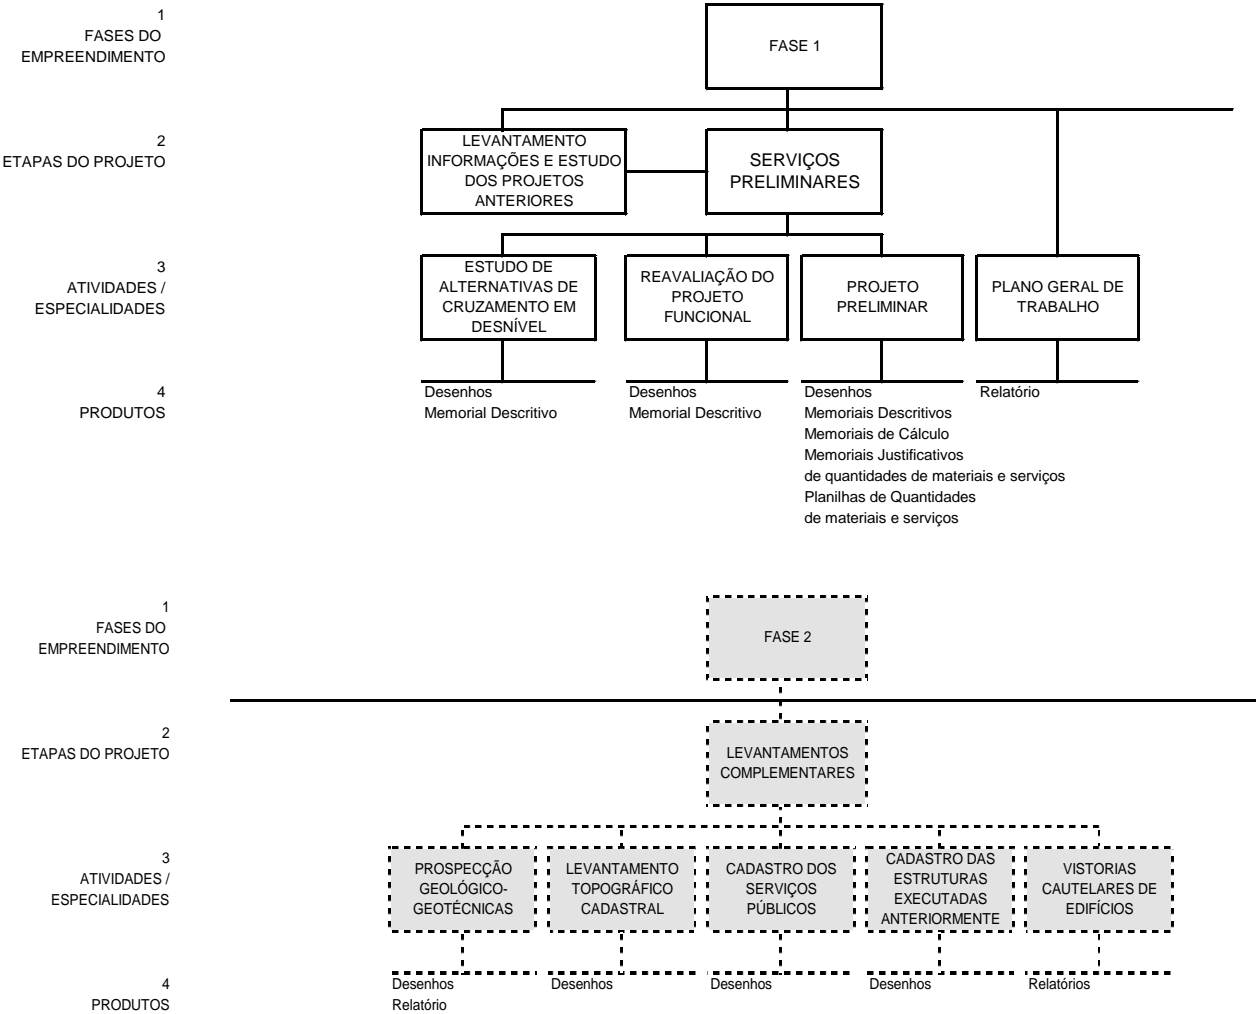 1
FASES DO
EMPREENDIMENTO
FASE 1
2
ETAPAS DO PROJETO
LEVANTAMENTO
INFORMAÇÕES E ESTUDO
DOS PROJETOS
ANTERIORES
SERVIÇOS
PRELIMINARES
3
ATIVIDADES /
ESPECIALIDADES
ESTUDO DE
ALTERNATIVAS DE
CRUZAMENTO EM
DESNÍVEL
REAVALIAÇÃO DO
PROJETO
FUNCIONAL
PROJETO
PRELIMINAR
PLANO GERAL DE
TRABALHO
4
PRODUTOS
Desenhos
Memorial Descritivo
Desenhos
Memorial Descritivo
Desenhos
Memoriais Descritivos
Memoriais de Cálculo
Memoriais Justificativos
de quantidades de materiais e serviços
Planilhas de Quantidades
de materiais e serviços
Relatório
1
FASES DO
EMPREENDIMENTO
FASE 2
2
ETAPAS DO PROJETO
LEVANTAMENTOS
COMPLEMENTARES
3
ATIVIDADES /
ESPECIALIDADES
PROSPECÇÃO
GEOLÓGICO-
GEOTÉCNICAS
LEVANTAMENTO
TOPOGRÁFICO
CADASTRAL
CADASTRO DOS
SERVIÇOS
PÚBLICOS
CADASTRO DAS
ESTRUTURAS
EXECUTADAS
ANTERIORMENTE
VISTORIAS
CAUTELARES DE
EDIFÍCIOS
4
PRODUTOS
Desenhos
Relatório
Desenhos
Desenhos
Desenhos
Relatórios